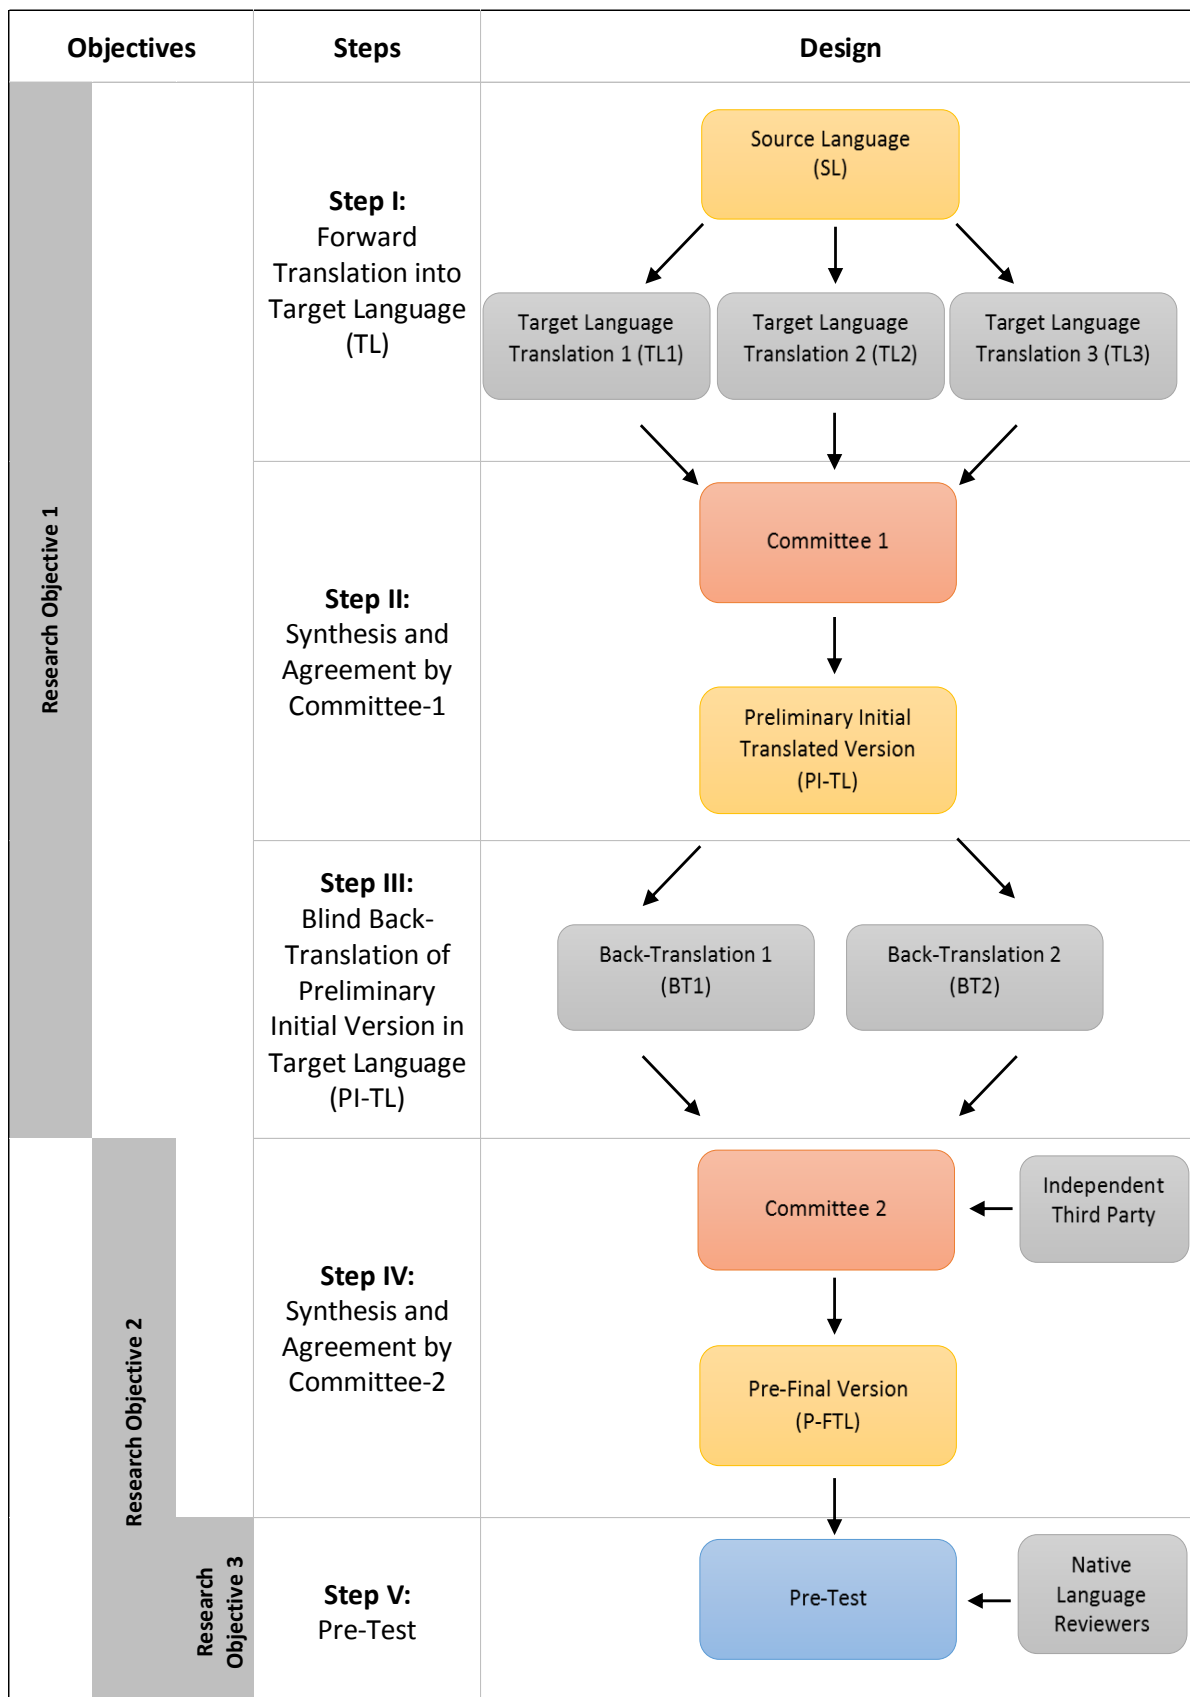 Objectives
Steps
Design
Research Objective 1
Step I:
Forward
Translation into
Target Language
(TL)
Source Language
(SL)
Target Language
Translation 1 (TL1)
Target Language
Translation 2 (TL2)
Target Language
Translation 3 (TL3)
Step II:
Synthesis and
Agreement by
Committee-1
Committee 1
Preliminary Initial
Translated Version
(PI-TL)
Step III:
Blind Back-
Translation of
Preliminary
Initial Version in
Target Language
(PI-TL)
Back-Translation 1
(BT1)
Back-Translation 2
(BT2)
Research Objective 2
Step IV:
Synthesis and
Agreement by
Committee-2
Committee 2
Independent
Third Party
Pre-Final Version
(P-FTL)
Research
Objective 3
Step V:
Pre-Test
Pre-Test
Native
Language
Reviewers